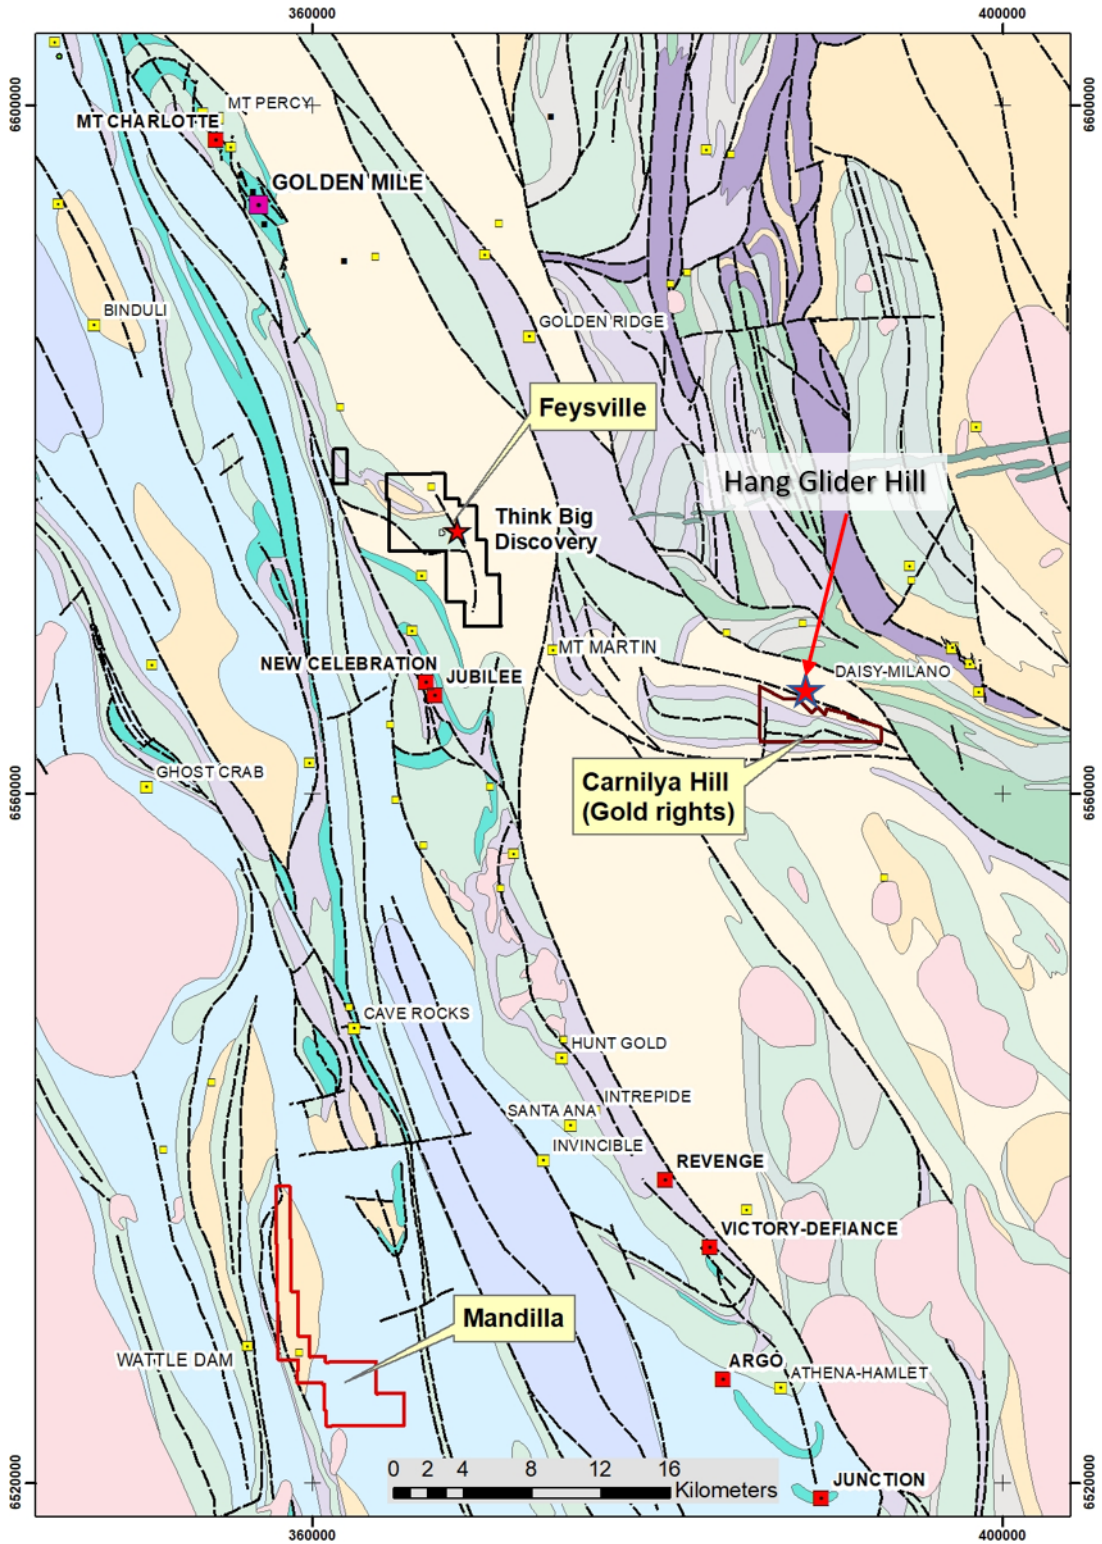 360000
400000
6600000
6600000
MT PERCY
MT CHARLOTTE
GOLDEN MILE
BINDULI
GOLDEN RIDGE
Feysville
Hang Glider Hill
Think Big
Discovery
MT MARTIN
NEW CELEBRATION
JUBILEE
DAISY-MILANO
GHOST CRAB
Carnilya Hill
(Gold rights)
6560000
6560000
CAVE ROCKS
HUNT GOLD
INTREPIDE
SANTA ANA
INVINCIBLE
REVENGE
VICTORY-DEFIANCE
Mandilla
WATTLE DAM
ARGO
ATHENA-HAMLET
0 2 4 8 12 16
Kilometers
JUNCTION
6520000
6520000
360000
400000